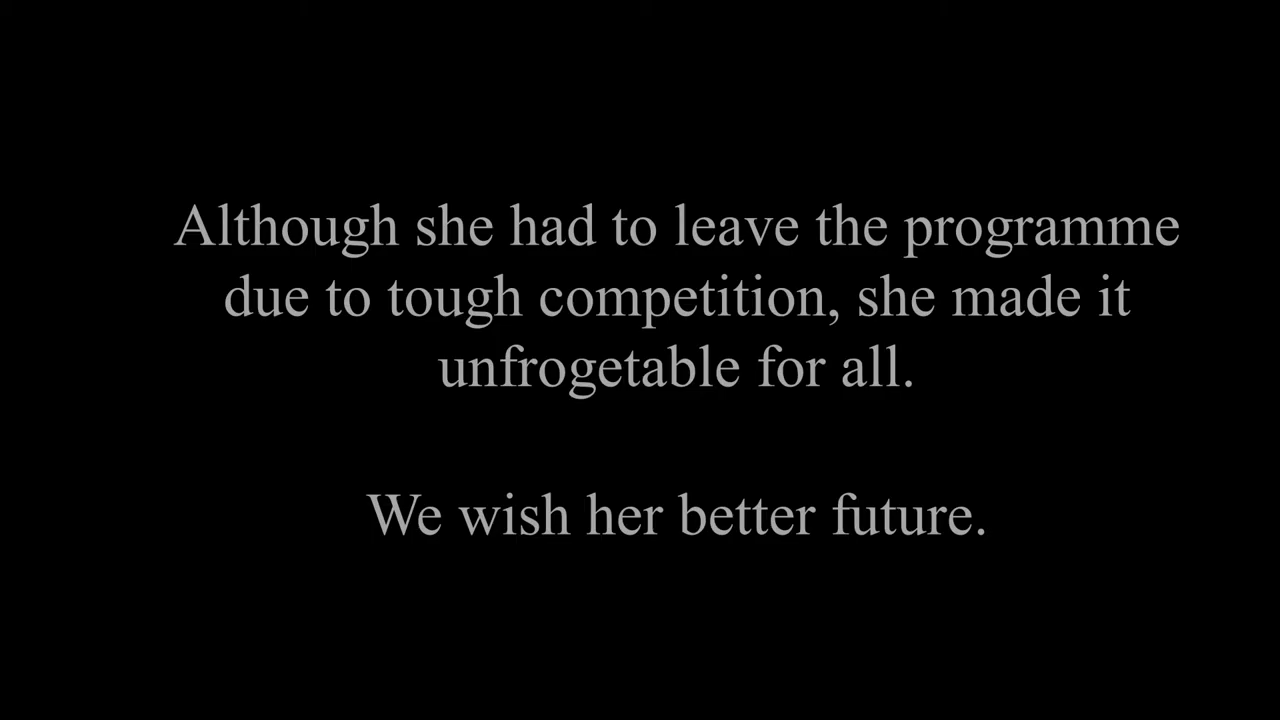 Although she had to leave the programme
due to tough competition, she made it
unfrogetable for all.
We wish her better future.